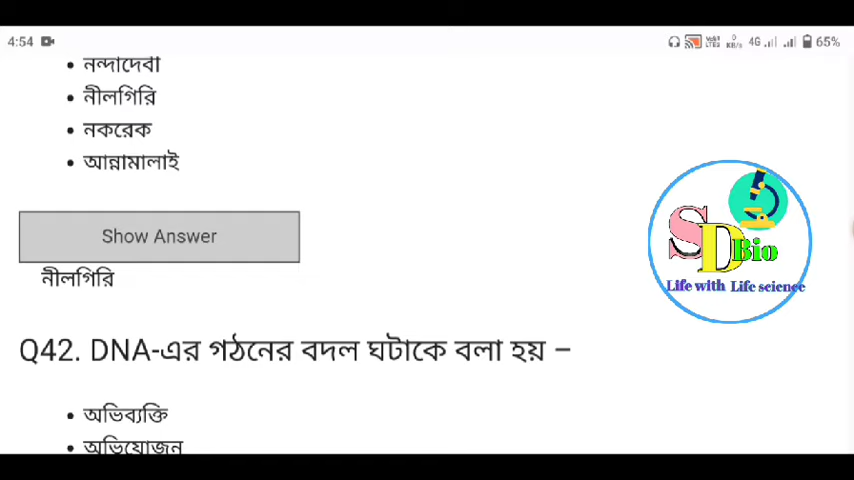 4:54
4G
65%
নন্দাদেবী
নীলগিরি
নকরেক
আন্নামালাই
Show Answer
নীলগিরি
SD Bio
Life with Life science
Q42. DNA-এর গঠনের বদল ঘটাকে বলা হয় –
অভিব্যক্তি
অভিযোজন